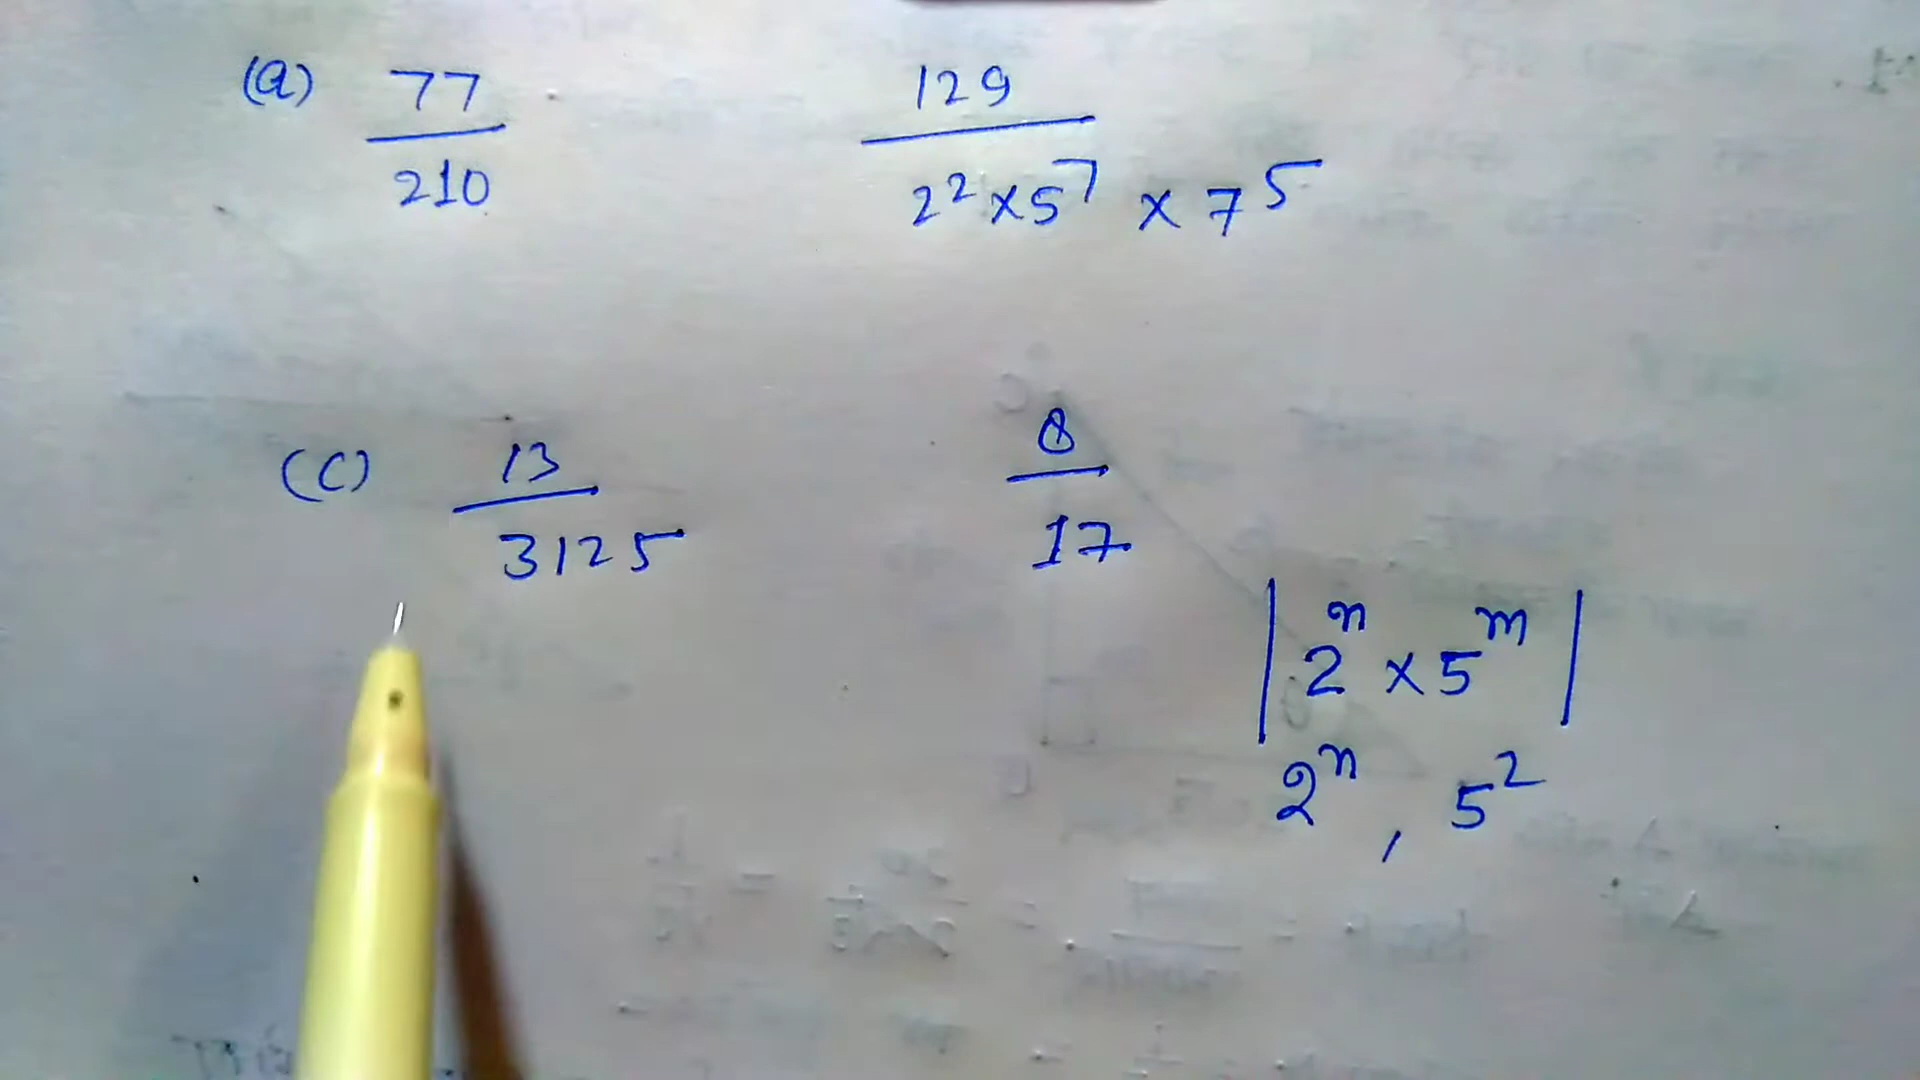 (a) 77/210 129/2² × 5⁷ × 7⁵
(C) 13/3125 8/17
|2ⁿ × 5ᵐ|
2ⁿ , 5²